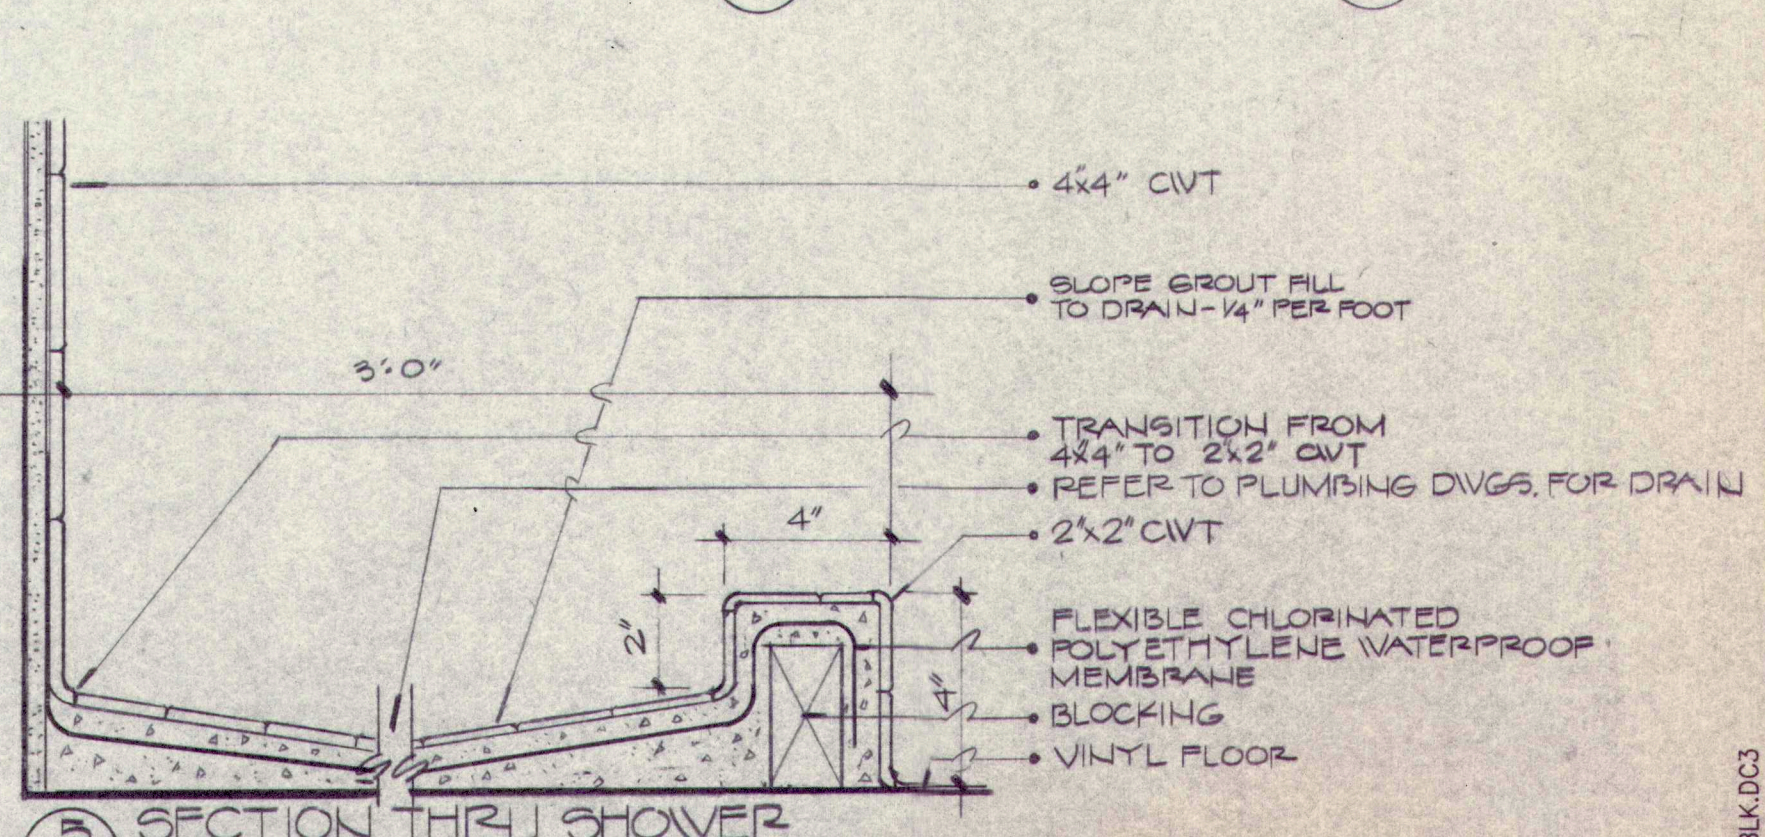 4"x4" CWT
SLOPE GROUT FILL
TO DRAIN - 1/4" PER FOOT
3'-0"
TRANSITION FROM
4"x4" TO 2"x2" CWT
REFER TO PLUMBING DWGS. FOR DRAIN
4"
2"x2" CWT
2"
FLEXIBLE CHLORINATED
POLYETHYLENE WATERPROOF
MEMBRANE
4"
BLOCKING
VINYL FLOOR
SECTION THRU SHOWER
BLK.DC3